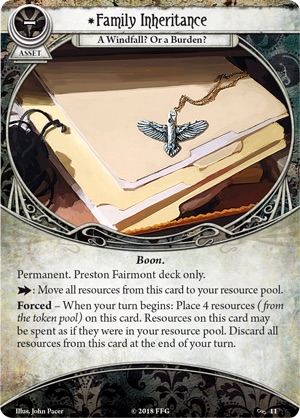 Family Inheritance
A Windfall? Or a Burden?
ASSET
Boon.
Permanent. Preston Fairmont deck only.
: Move all resources from this card to your resource pool.
Forced – When your turn begins: Place 4 resources (from
the token pool) on this card. Resources on this card may
be spent as if they were in your resource pool. Discard all
resources from this card at the end of your turn.
Illus. John Pacer
© 2018 FFG
11